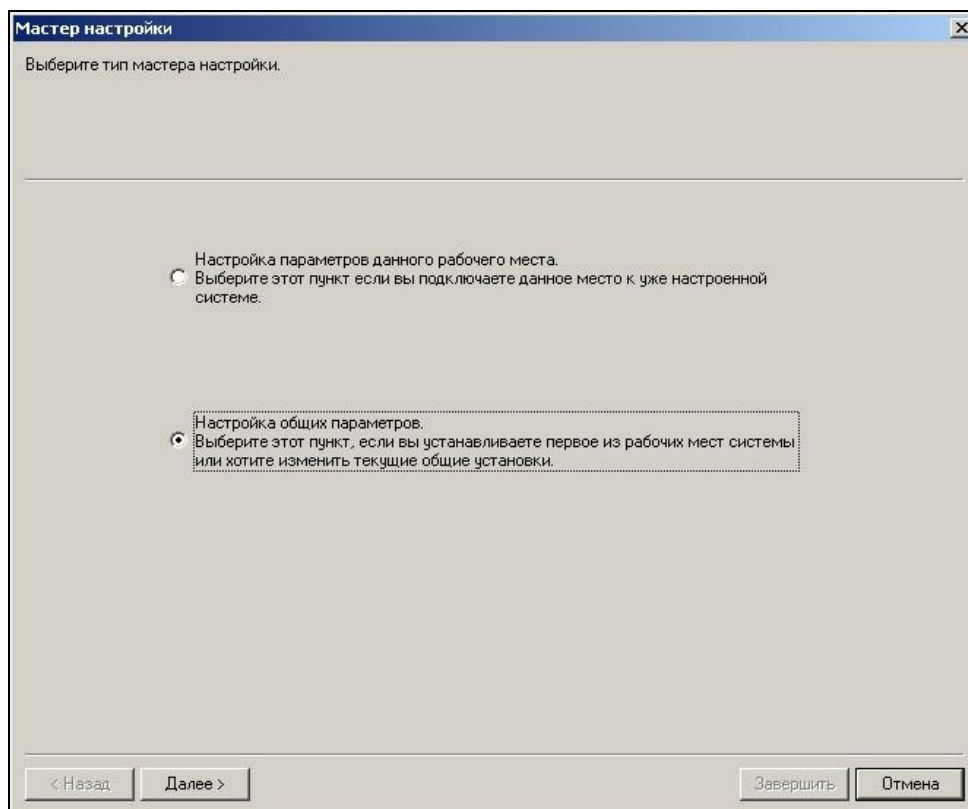 Мастер настройки
Выберите тип мастера настройки.
Настройка параметров данного рабочего места.
Выберите этот пункт если вы подключаете данное место к уже настроенной
системе.
Настройка общих параметров.
Выберите этот пункт, если вы устанавливаете первое из рабочих мест системы
или хотите изменить текущие общие установки.
< Назад
Далее >
Завершить
Отмена